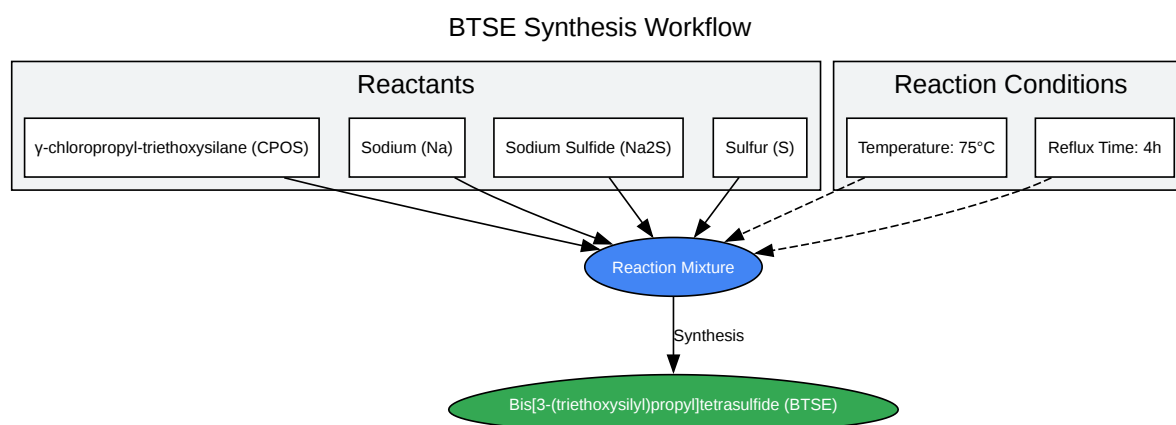 BTSE Synthesis Workflow
Reactants
Reaction Conditions
γ-chloropropyl-triethoxysilane (CPOS)
Sodium (Na)
Sodium Sulfide (Na2S)
Sulfur (S)
Temperature: 75°C
Reflux Time: 4h
Reaction Mixture
Synthesis
Bis[3-(triethoxysilyl)propyl]tetrasulfide (BTSE)